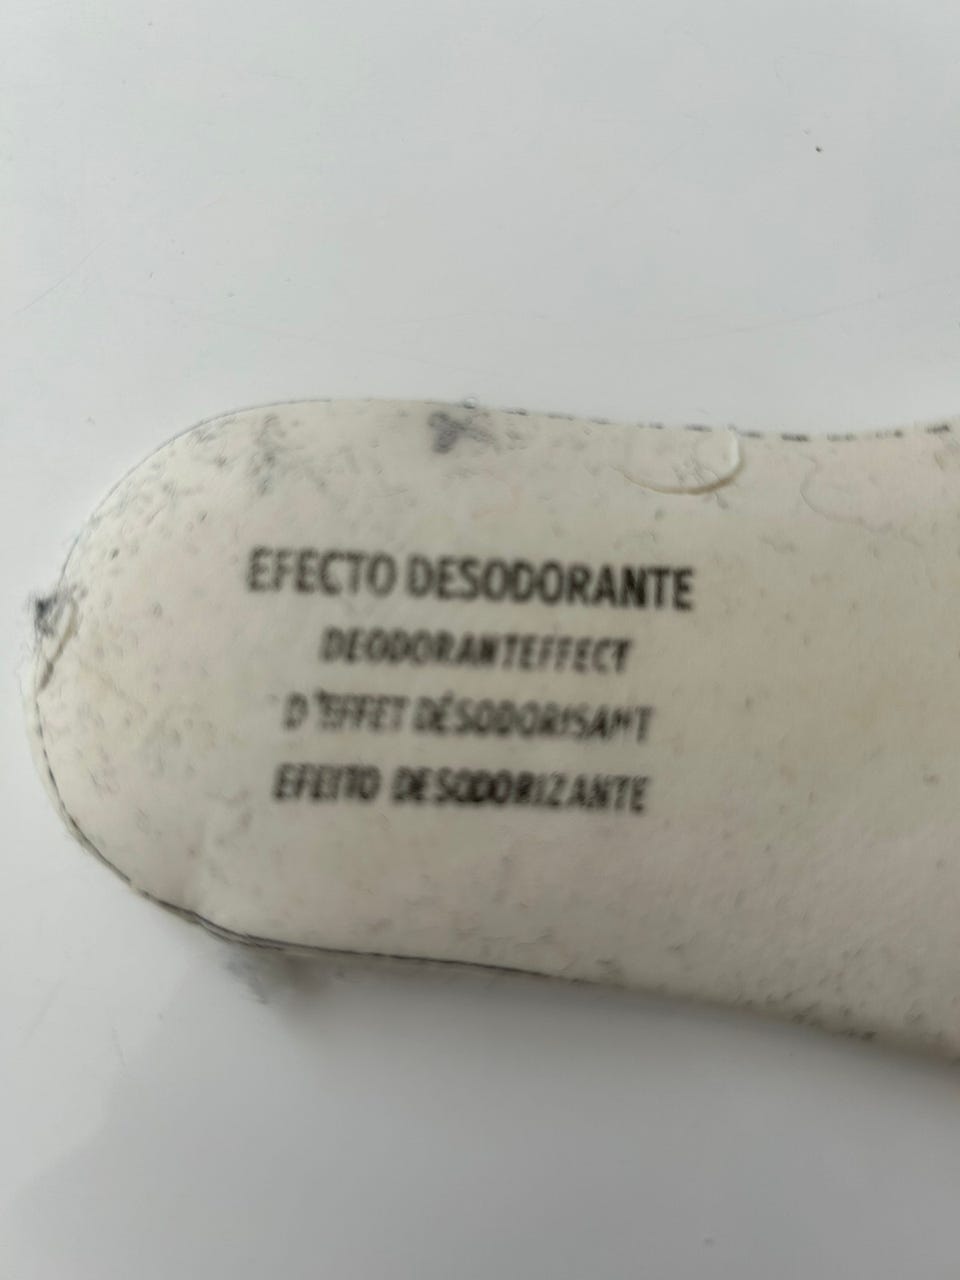 EFECTO DESODORANTE
DEODORANTEFFECT
D'EFFET DÉSODORISANT
EFEITO DESODORIZANTE